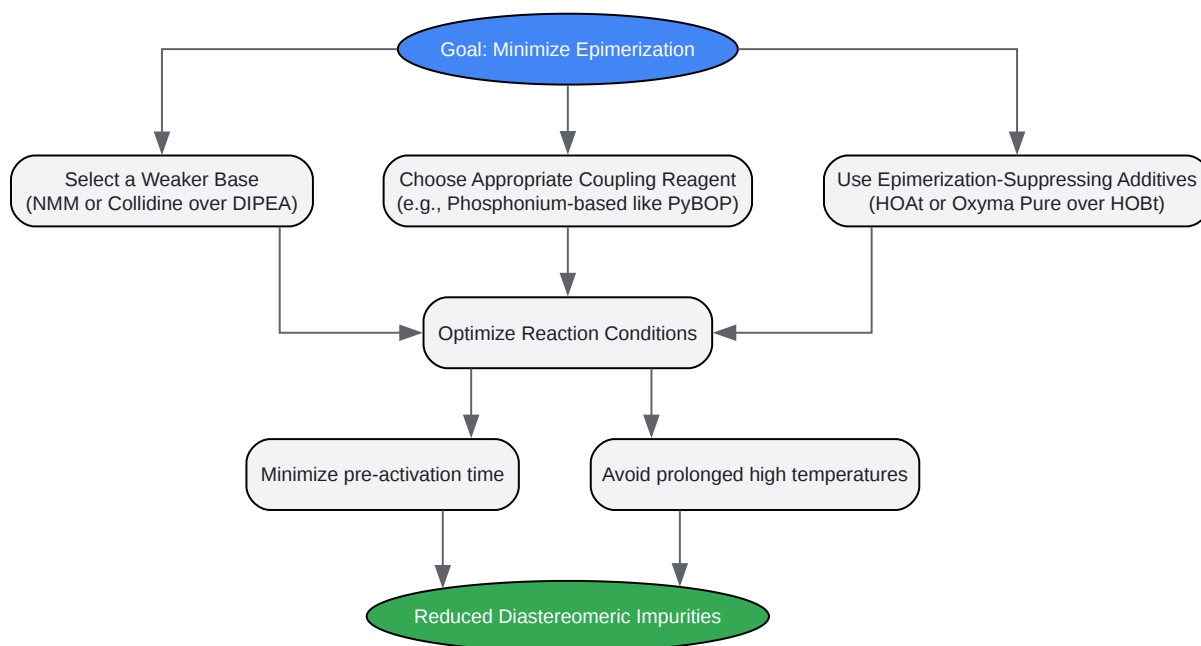 Goal: Minimize Epimerization
Select a Weaker Base
(NMM or Collidine over DIPEA)
Choose Appropriate Coupling Reagent
(e.g., Phosphonium-based like PyBOP)
Use Epimerization-Suppressing Additives
(HOAt or Oxyma Pure over HOBt)
Optimize Reaction Conditions
Minimize pre-activation time
Avoid prolonged high temperatures
Reduced Diastereomeric Impurities